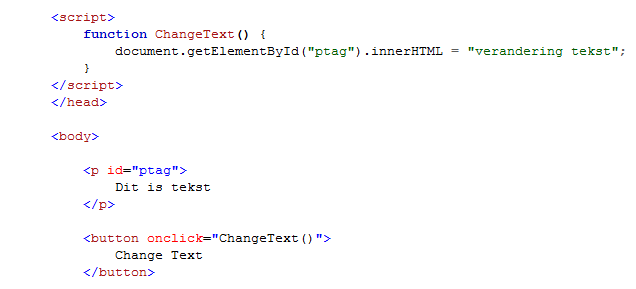 <script>
function ChangeText() {
document.getElementById("ptag").innerHTML = "verandering tekst";
}
</script>
</head>
<body>
<p id="ptag">
Dit is tekst
</p>
<button onclick="ChangeText()">
Change Text
</button>